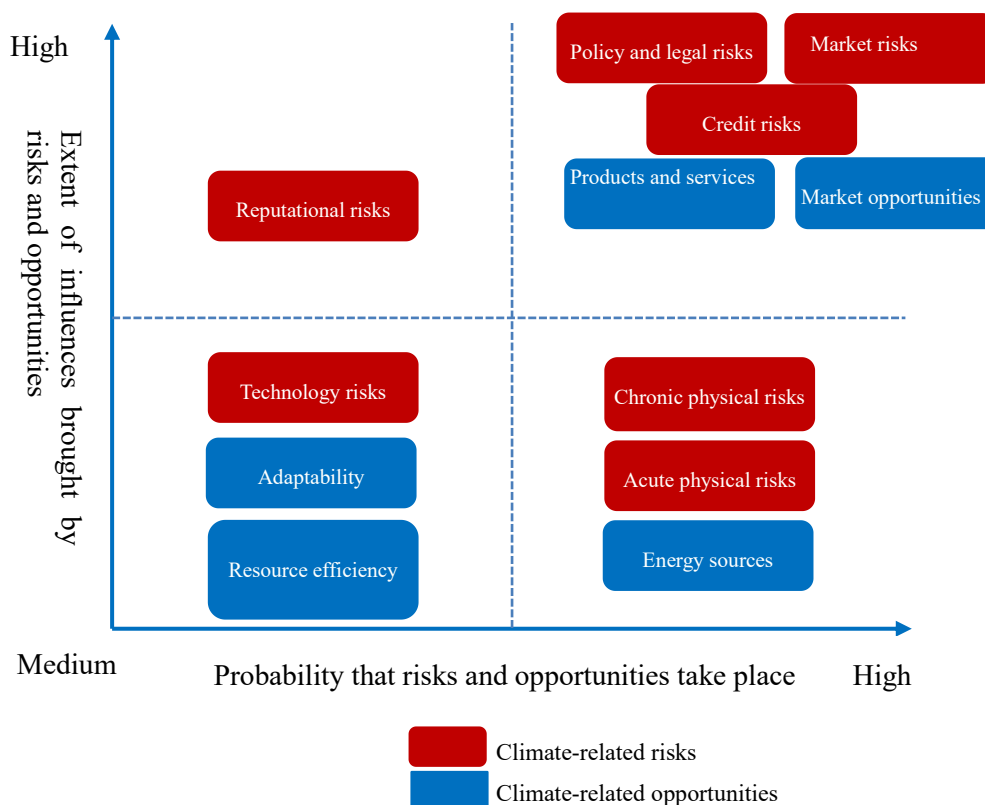 High
Extent of influences brought by
risks and opportunities
Policy and legal risks
Market risks
Credit risks
Products and services
Market opportunities
Reputational risks
Technology risks
Adaptability
Resource efficiency
Chronic physical risks
Acute physical risks
Energy sources
Medium
Probability that risks and opportunities take place
High
Climate-related risks
Climate-related opportunities